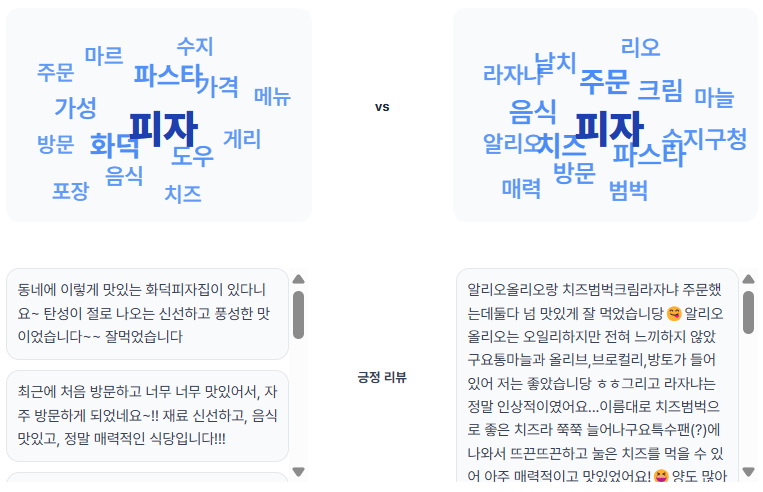 수지
마르
주문
파스타
가격
메뉴
가성
피자
방문
화덕
게리
도우
음식
포장
치즈
vs
리오
날치
라자냐
주문
크림
마늘
음식
피자
알리오
치즈
수지구청
파스타
방문
매력
범벅
동네에 이렇게 맛있는 화덕피자집이 있다니
요~ 탄성이 절로 나오는 신선하고 풍성한 맛
이었습니다~~ 잘먹었습니다
최근에 처음 방문하고 너무 너무 맛있어서, 자
주 방문하게 되었네요~!! 재료 신선하고, 음식
맛있고, 정말 매력적인 식당입니다!!!
긍정 리뷰
알리오올리오랑 치즈범벅크림라자냐 주문했
는데둘다 넘 맛있게 잘 먹었습니당 😋 알리오
올리오는 오일리하지만 전혀 느끼하지 않았
구요통마늘과 올리브,브로컬리,방토가 들어
있어 저는 좋았습니당 ㅎㅎ그리고 라자냐는
정말 인상적이였어요...이름대로 치즈범벅으
로 좋은 치즈라 쭉쭉 늘어나구요특수팬(?)에
나와서 뜨끈뜨끈하고 눌은 치즈를 먹을 수 있
어 아주 매력적이고 맛있었어요! 😝 양도 많아